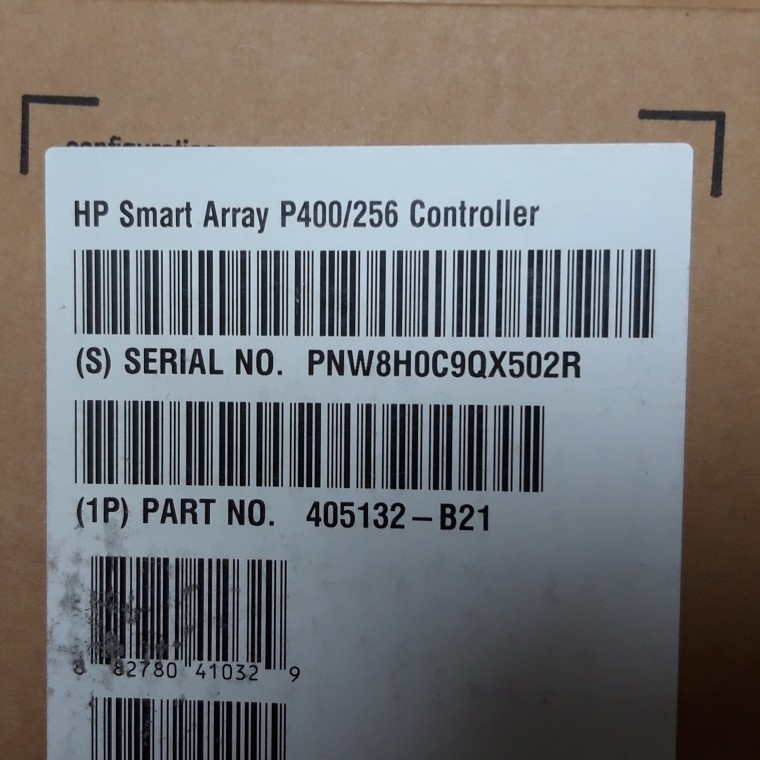 HP Smart Array P400/256 Controller
(S) SERIAL NO. PNW8H0C9QX502R
(1P) PART NO. 405132-B21
8 82780 41032 9